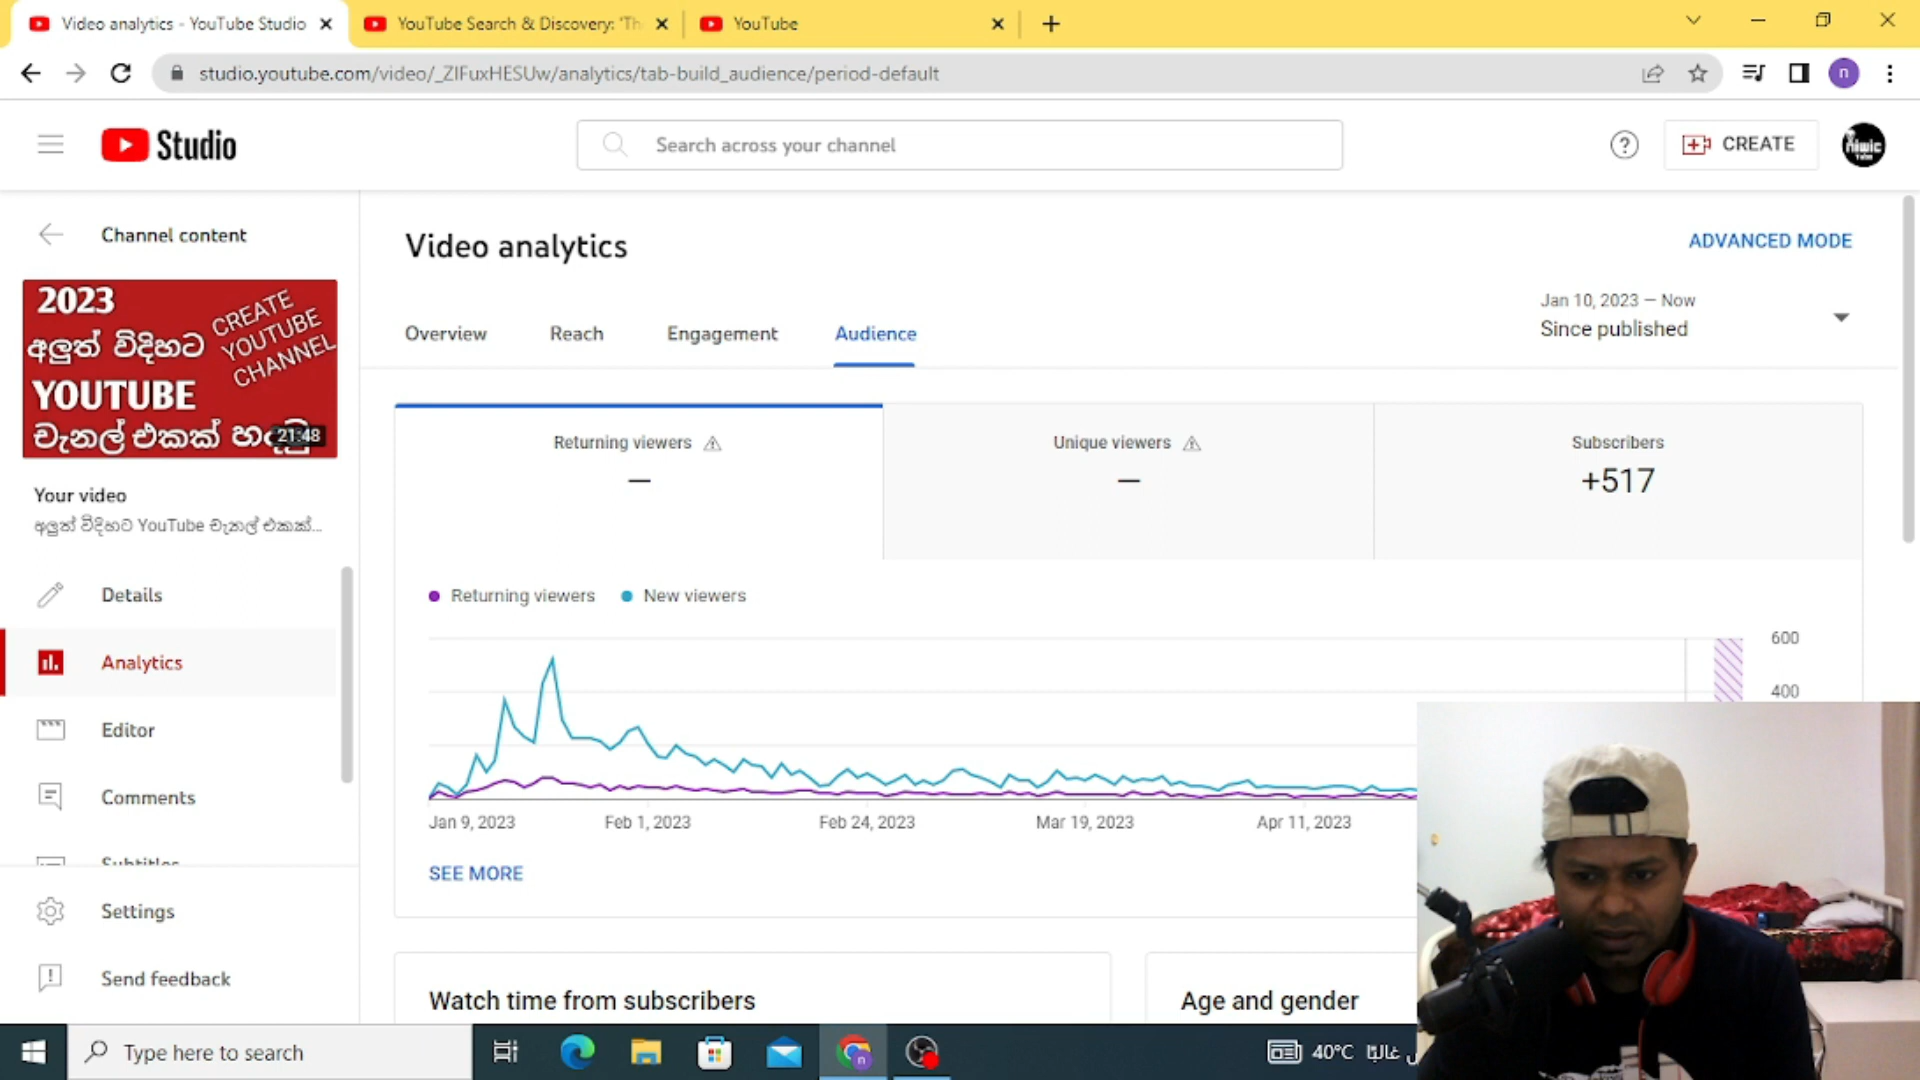 Video analytics - YouTube Studio
YouTube Search & Discovery: 'Th
YouTube
studio.youtube.com/video/_ZIFuxHESUw/analytics/tab-build_audience/period-default
n
Studio
Search across your channel
CREATE
Channel content
Video analytics
ADVANCED MODE
2023
අලුත් විදිහට
YOUTUBE
CREATE
YOUTUBE
CHANNEL
21:48
Overview
Reach
Engagement
Audience
Jan 10, 2023 – Now
Since published
Returning viewers
—
Unique viewers
—
Subscribers
+517
Your video
අලුත් විදිහට YouTube චැනල් එකක්...
Details
Analytics
Editor
Comments
Subtitles
Settings
Send feedback
Returning viewers
New viewers
600
400
Jan 9, 2023
Feb 1, 2023
Feb 24, 2023
Mar 19, 2023
Apr 11, 2023
SEE MORE
Watch time from subscribers
Age and gender
Type here to search
n
40°C غالبًا